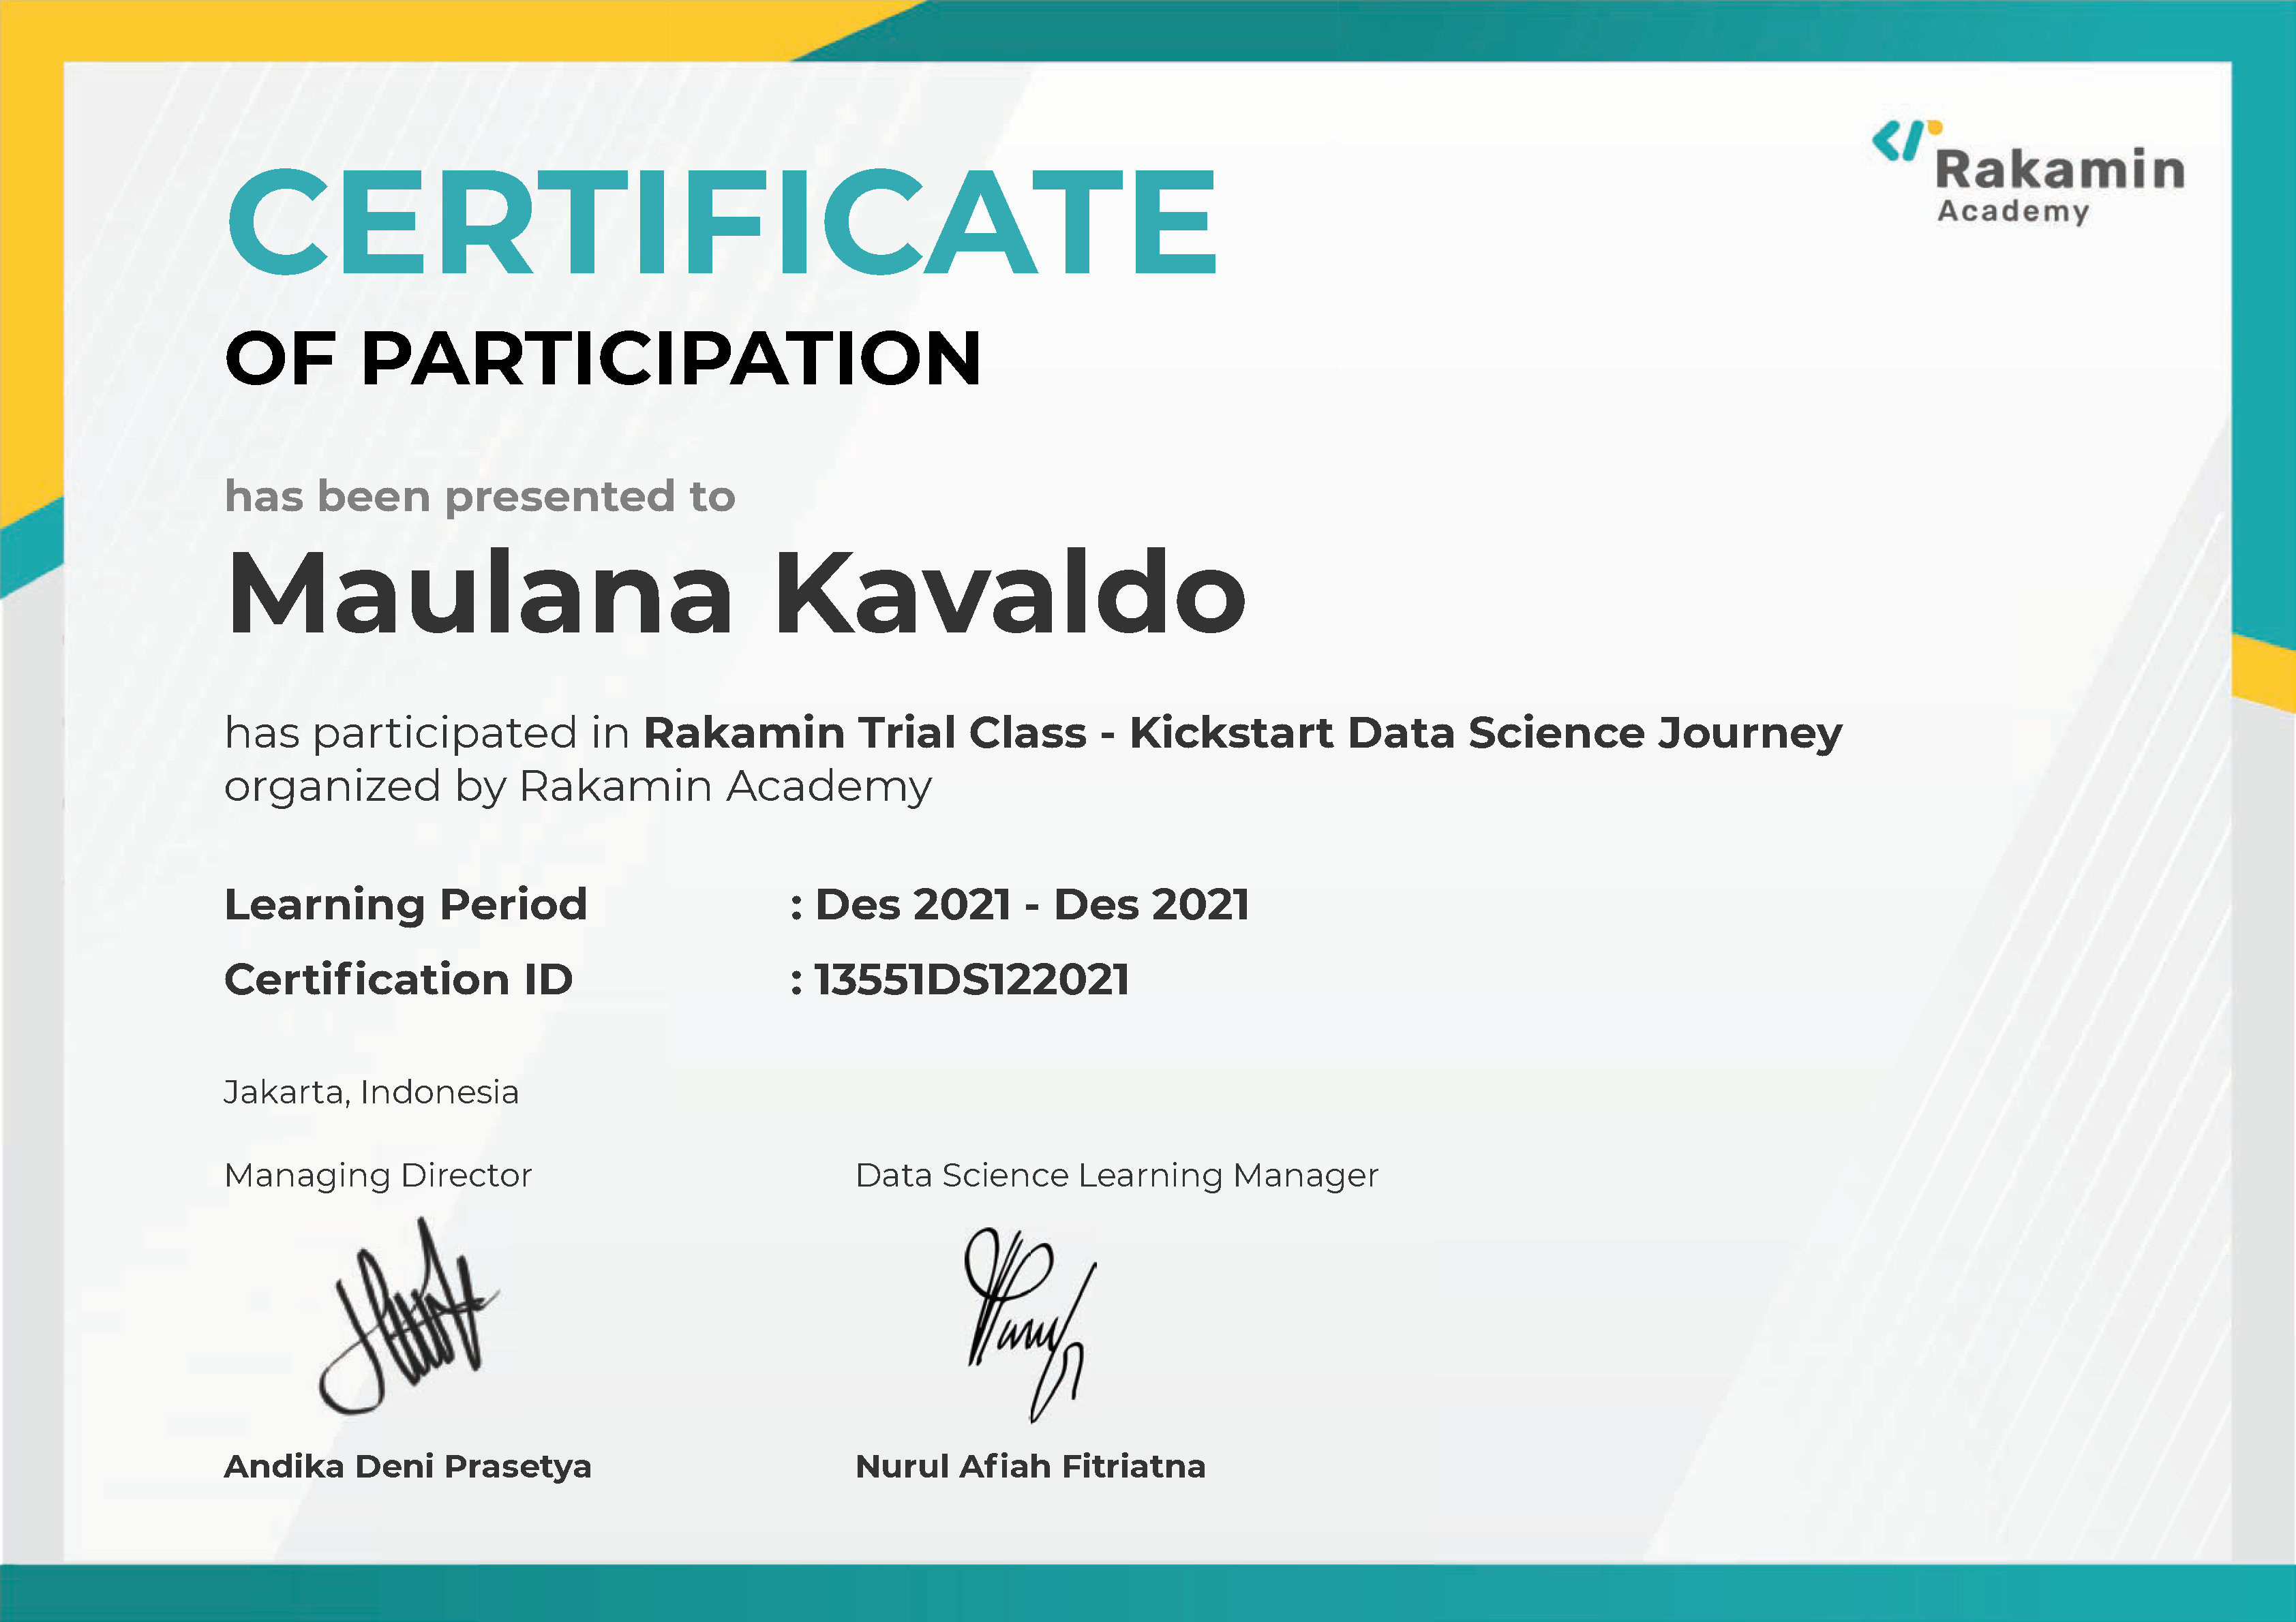 Rakamin
Academy
CERTIFICATE
OF PARTICIPATION
has been presented to
Maulana Kavaldo
has participated in Rakamin Trial Class - Kickstart Data Science Journey
organized by Rakamin Academy
Learning Period : Des 2021 - Des 2021
Certification ID : 13551DS122021
Jakarta, Indonesia
Managing Director
Data Science Learning Manager
Andika Deni Prasetya
Nurul Afiah Fitriatna